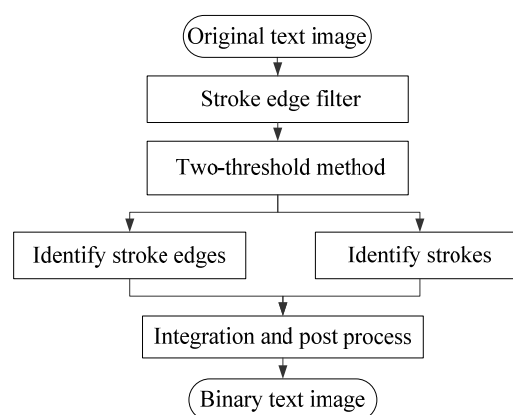 Original text image
Stroke edge filter
Two-threshold method
Identify stroke edges
Identify strokes
Integration and post process
Binary text image